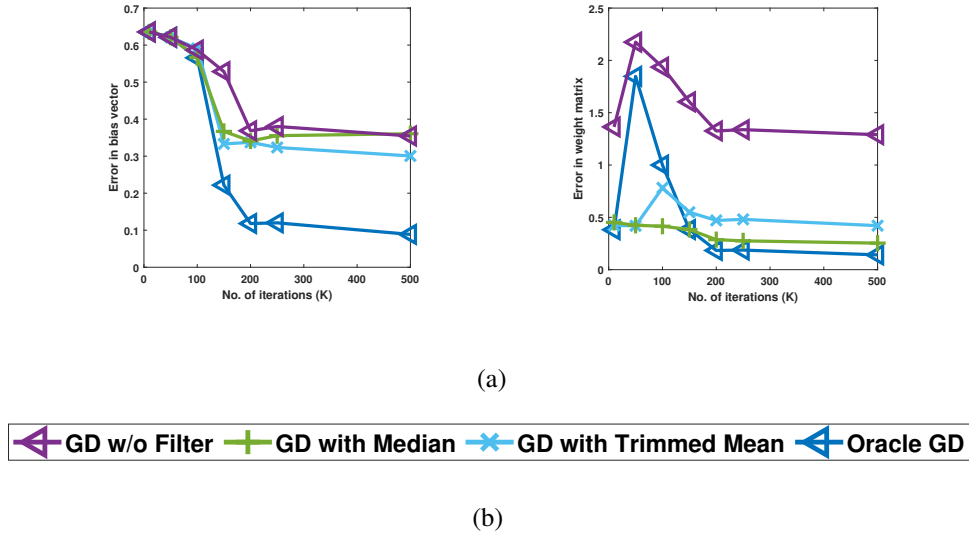 Error in bias vector
0.7
0.6
0.5
0.4
0.3
0.2
0.1
0
0 100 200 300 400 500
No. of iterations (K)
Error in weight matrix
2.5
2
1.5
1
0.5
0
0 100 200 300 400 500
No. of iterations (K)
(a)
GD w/o Filter GD with Median GD with Trimmed Mean Oracle GD
(b)